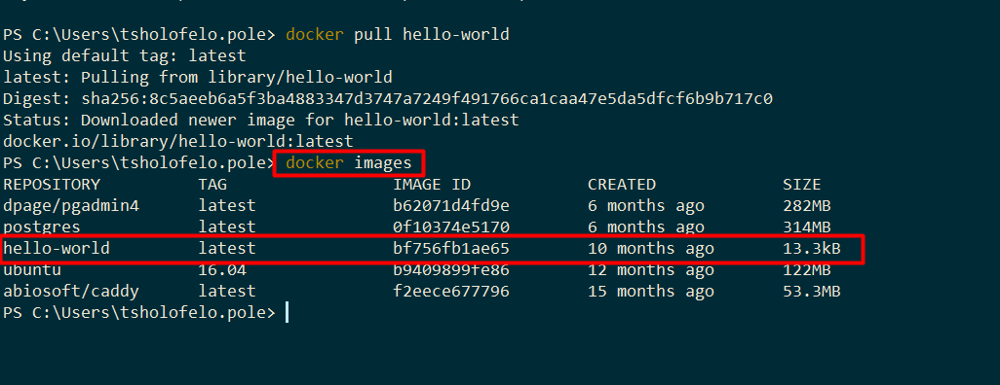 PS C:\Users\tsholofelo.pole> docker pull hello-world
Using default tag: latest
latest: Pulling from library/hello-world
Digest: sha256:8c5aeeb6a5f3ba4883347d3747a7249f491766ca1caa47e5da5dfcf6b9b717c0
Status: Downloaded newer image for hello-world:latest
docker.io/library/hello-world:latest
PS C:\Users\tsholofelo.pole> docker images
REPOSITORY TAG IMAGE ID CREATED SIZE
dpage/pgadmin4 latest b62071d4fd9e 6 months ago 282MB
postgres latest 0f10374e5170 6 months ago 314MB
hello-world latest bf756fb1ae65 10 months ago 13.3kB
ubuntu 16.04 b9409899fe86 12 months ago 122MB
abiosoft/caddy latest f2eece677796 15 months ago 53.3MB
PS C:\Users\tsholofelo.pole>